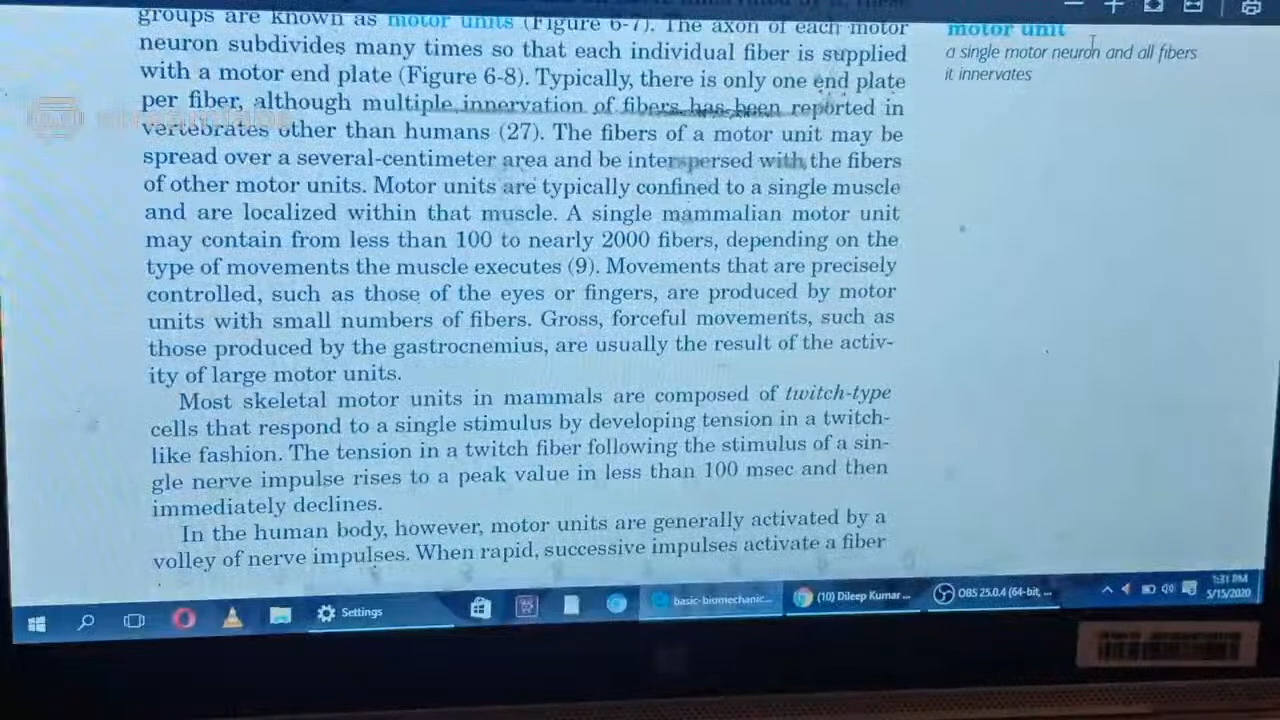 groups are known as motor units (Figure 6-7). The axon of each motor
neuron subdivides many times so that each individual fiber is supplied
with a motor end plate (Figure 6-8). Typically, there is only one end plate
per fiber, although multiple innervation of fibers has been reported in
vertebrates other than humans (27). The fibers of a motor unit may be
spread over a several-centimeter area and be interspersed with the fibers
of other motor units. Motor units are typically confined to a single muscle
and are localized within that muscle. A single mammalian motor unit
may contain from less than 100 to nearly 2000 fibers, depending on the
type of movements the muscle executes (9). Movements that are precisely
controlled, such as those of the eyes or fingers, are produced by motor
units with small numbers of fibers. Gross, forceful movements, such as
those produced by the gastrocnemius, are usually the result of the activ-
ity of large motor units.
Most skeletal motor units in mammals are composed of twitch-type
cells that respond to a single stimulus by developing tension in a twitch-
like fashion. The tension in a twitch fiber following the stimulus of a sin-
gle nerve impulse rises to a peak value in less than 100 msec and then
immediately declines.
In the human body, however, motor units are generally activated by a
volley of nerve impulses. When rapid, successive impulses activate a fiber
motor unit
a single motor neuron and all fibers
it innervates
Settings
basic-biomechanic...
(10) Dileep Kumar ...
OBS 25.0.4 (64-bit, ...
1:31 PM
5/15/2020